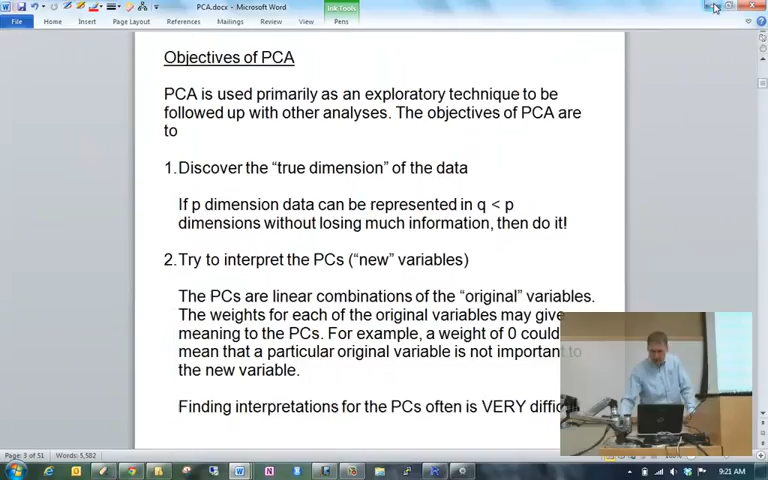 PCA.docx - Microsoft Word
Ink Tools
File Home Insert Page Layout References Mailings Review View Pens
Objectives of PCA
PCA is used primarily as an exploratory technique to be
followed up with other analyses. The objectives of PCA are
to
1. Discover the “true dimension” of the data
If p dimension data can be represented in q < p
dimensions without losing much information, then do it!
2. Try to interpret the PCs (“new” variables)
The PCs are linear combinations of the “original” variables.
The weights for each of the original variables may give
meaning to the PCs. For example, a weight of 0 could
mean that a particular original variable is not important to
the new variable.
Finding interpretations for the PCs often is VERY
Page: 3 of 51 Words: 5,582
9:21 AM